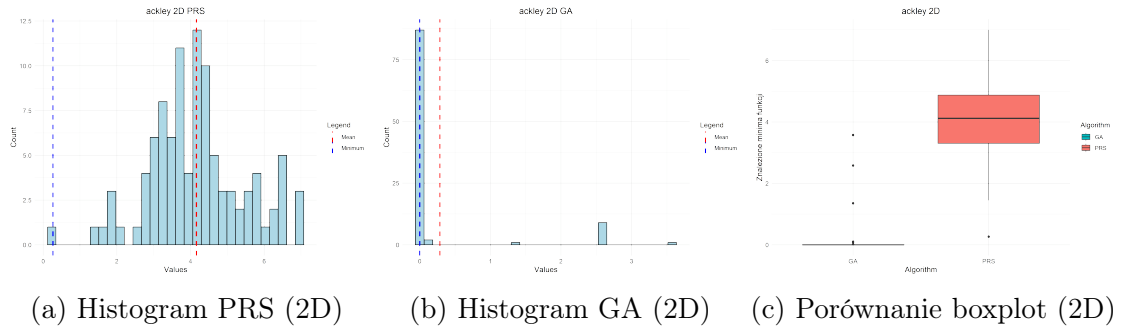 ackley 2D PRS
12.5
10.0
7.5
5.0
2.5
0.0
Count
0
2
4
6
Values
Legend
Mean
Minimum
ackley 2D GA
75
50
25
0
Count
0
1
2
3
Values
Legend
Mean
Minimum
ackley 2D
6
4
2
0
Znalezione minima funkcji
GA
PRS
Algorithm
Algorithm
GA
PRS
(a) Histogram PRS (2D)
(b) Histogram GA (2D)
(c) Porównanie boxplot (2D)